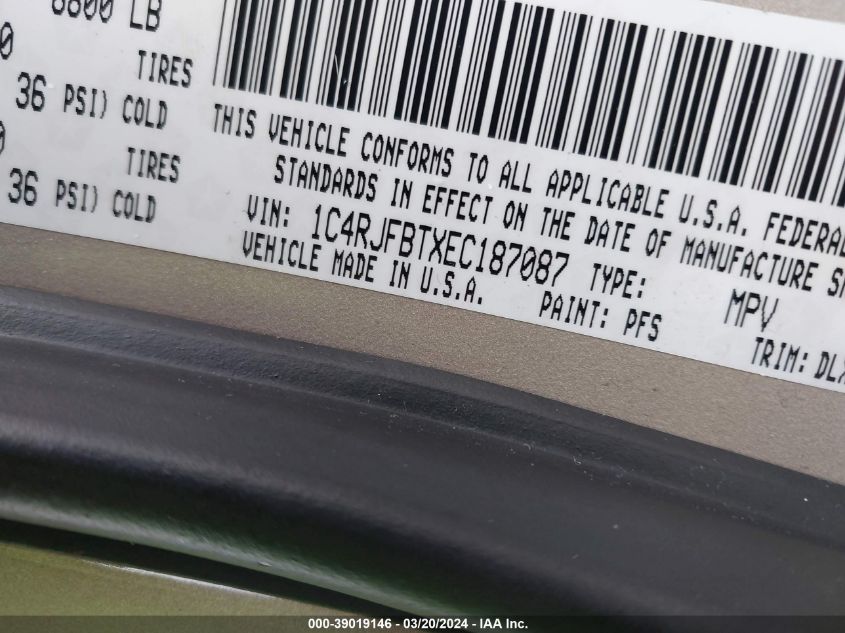 6800 LB
TIRES
36 PSI) COLD
TIRES
36 PSI) COLD
THIS VEHICLE CONFORMS TO ALL APPLICABLE U.S.A. FEDERAL
STANDARDS IN EFFECT ON THE DATE OF MANUFACTURE
VIN: 1C4RJFBTXEC187087 TYPE: MPV
VEHICLE MADE IN U.S.A. PAINT: PFS TRIM: DLX
000-39019146 - 03/20/2024 - IAA Inc.